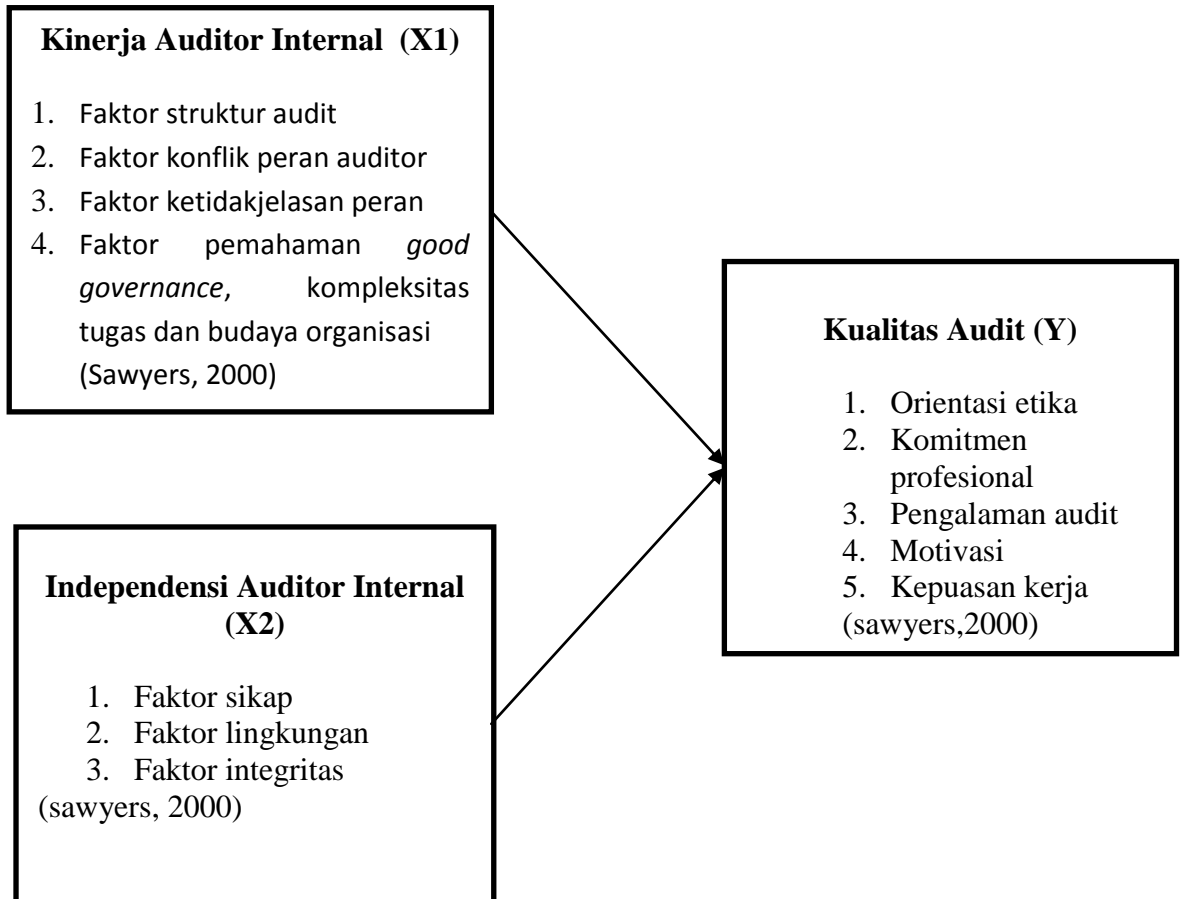 Kinerja Auditor Internal (X1)
1. Faktor struktur audit
2. Faktor konflik peran auditor
3. Faktor ketidakjelasan peran
4. Faktor pemahaman good
governance, kompleksitas
tugas dan budaya organisasi
(Sawyers, 2000)
Kualitas Audit (Y)
1. Orientasi etika
2. Komitmen
profesional
3. Pengalaman audit
4. Motivasi
5. Kepuasan kerja
(sawyers,2000)
Independensi Auditor Internal
(X2)
1. Faktor sikap
2. Faktor lingkungan
3. Faktor integritas
(sawyers, 2000)